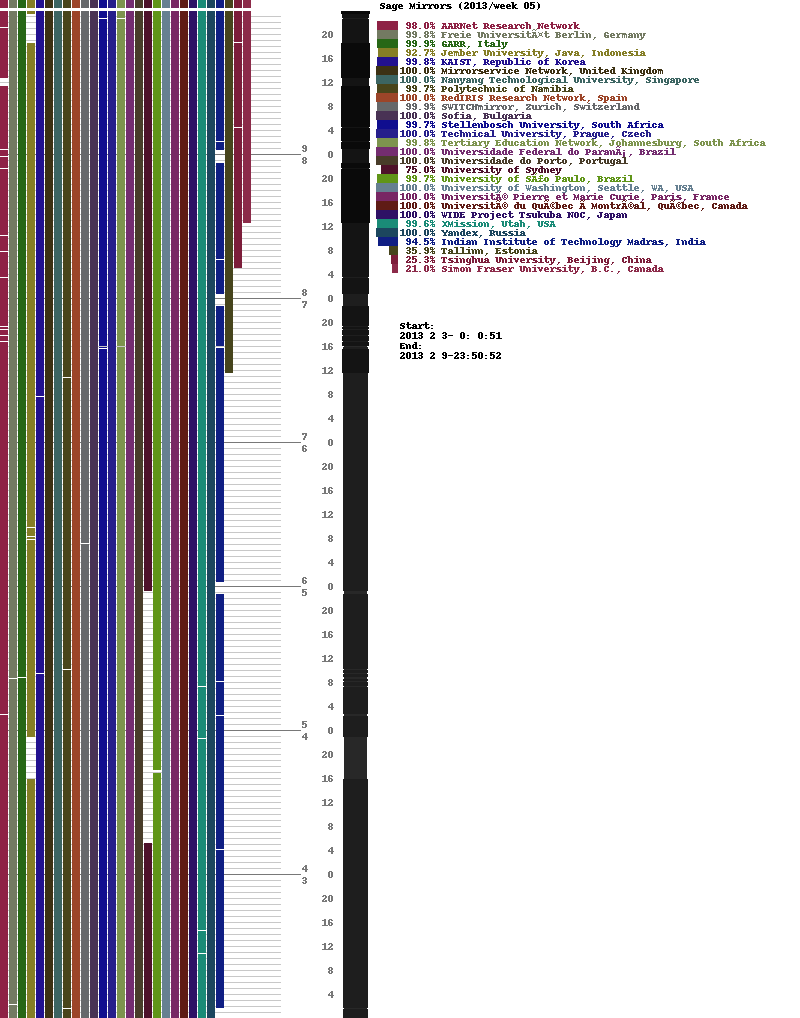 Sage Mirrors (2013/week 05)
98.0% AARNet Research Network
99.8% Freie UniversitÃ¤t Berlin, Germany
99.9% GARR, Italy
92.7% Jember University, Java, Indonesia
99.8% KAIST, Republic of Korea
100.0% Mirrorservice Network, United Kingdom
100.0% Nanyang Technological University, Singapore
99.7% Polytechnic of Namibia
100.0% RedIRIS Research Network, Spain
99.9% SWITCHmirror, Zurich, Switzerland
100.0% Sofia, Bulgaria
99.7% Stellenbosch University, South Africa
100.0% Technical University, Prague, Czech
99.8% Tertiary Education Network, Johannesburg, South Africa
100.0% Universidade Federal do ParanÃ¡, Brazil
100.0% Universidade do Porto, Portugal
75.0% University of Sydney
99.7% University of SÃ£o Paulo, Brazil
100.0% University of Washington, Seattle, WA, USA
100.0% UniversitÃ© Pierre et Marie Curie, Paris, France
100.0% UniversitÃ© du QuÃ©bec A MontrÃ©al, QuÃ©bec, Canada
100.0% WIDE Project Tsukuba NOC, Japan
99.6% XMission, Utah, USA
100.0% Yandex, Russia
94.5% Indian Institute of Technology Madras, India
35.9% Tallinn, Estonia
25.3% Tsinghua University, Beijing, China
21.0% Simon Fraser University, B.C., Canada
Start:
2013 2 3- 0: 0:51
End:
2013 2 9-23:50:52
20
16
12
8
4
9
0
8
20
16
12
8
4
8
0
7
20
16
12
8
4
7
0
6
20
16
12
8
4
6
0
5
20
16
12
8
4
5
0
4
20
16
12
8
4
4
0
3
20
16
12
8
4